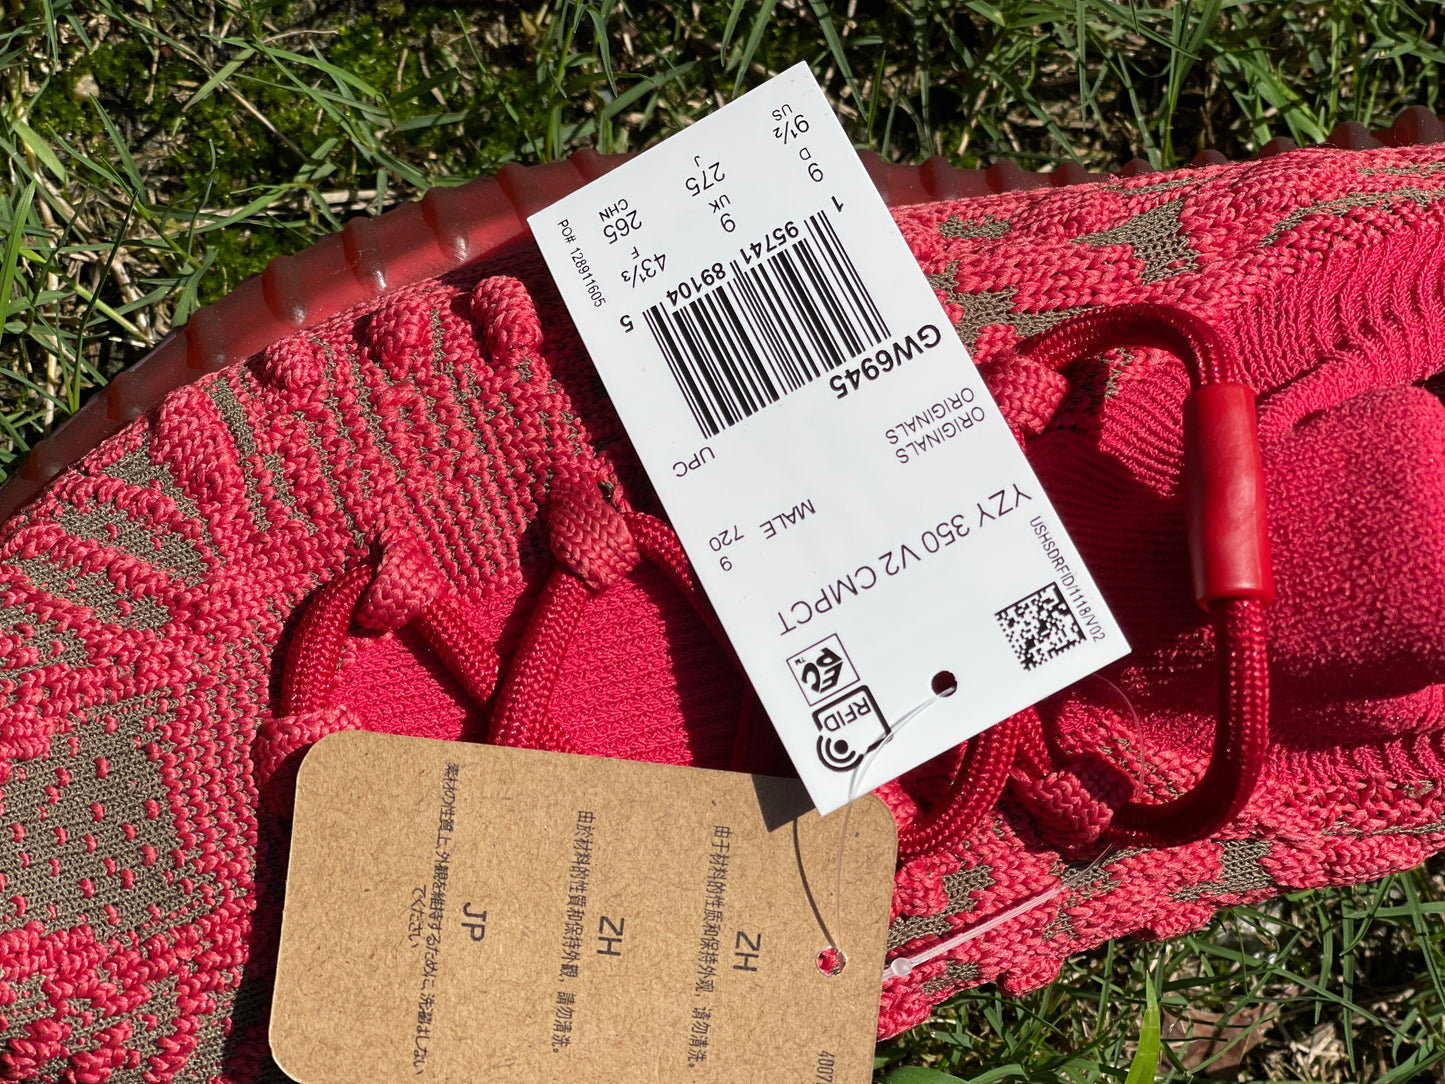 YZY 350 V2 CMPCT
USHSDRFID/1118/V02
EPC™
RFID
MALE 720
9
ORIGINALS
ORIGINALS
GW6945
UPC
1 95741 89104 5
9 D
9½ US
9 UK
275 J
43⅓ F
265 CHN
PO# 128911605
ZH
由于材料的性质和保持外观, 请勿清洗。
ZH
由於材料的性質和保持外觀, 請勿清洗。
JP
素材の性質上, 外観を維持するために, 洗濯はしない
でください
4007